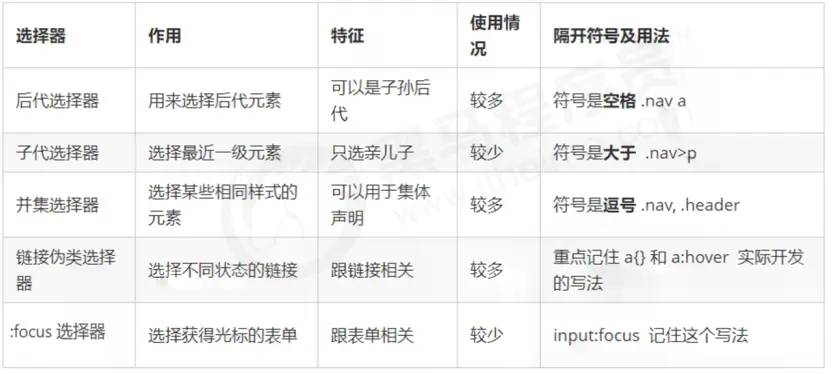 选择器 作用 特征 使用情况 隔开符号及用法
后代选择器 用来选择后代元素 可以是子孙后代 较多 符号是空格 .nav a
子代选择器 选择最近一级元素 只选亲儿子 较少 符号是大于 .nav>p
并集选择器 选择某些相同样式的元素 可以用于集体声明 较多 符号是逗号 .nav, .header
链接伪类选择器 选择不同状态的链接 跟链接相关 较多 重点记住 a{} 和 a:hover 实际开发的写法
:focus 选择器 选择获得光标的表单 跟表单相关 较少 input:focus 记住这个写法
黑马程序员